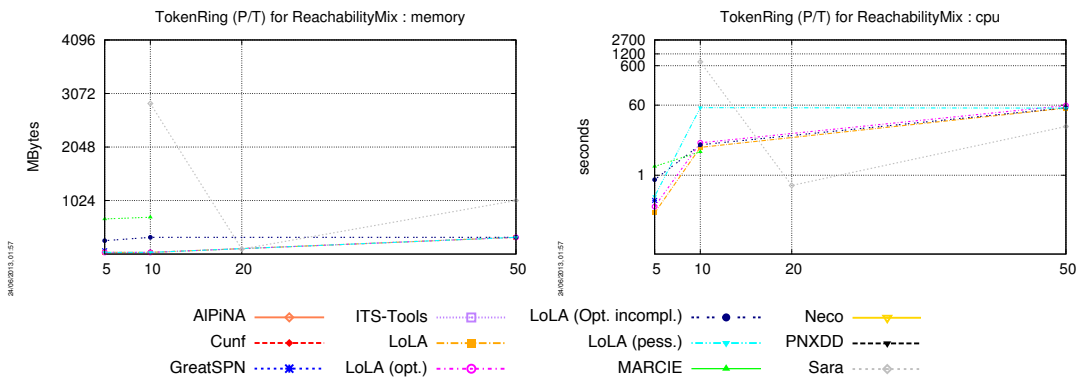 TokenRing (P/T) for ReachabilityMix : memory
4096
3072
2048
1024
MBytes
5 10 20 50
24/06/2013, 01:57
TokenRing (P/T) for ReachabilityMix : cpu
2700
1200
600
60
1
seconds
5 10 20 50
24/06/2013, 01:57
AlPiNA ITS-Tools LoLA (Opt. incompl.) Neco
Cunf LoLA LoLA (pess.) PNXDD
GreatSPN LoLA (opt.) MARCIE Sara